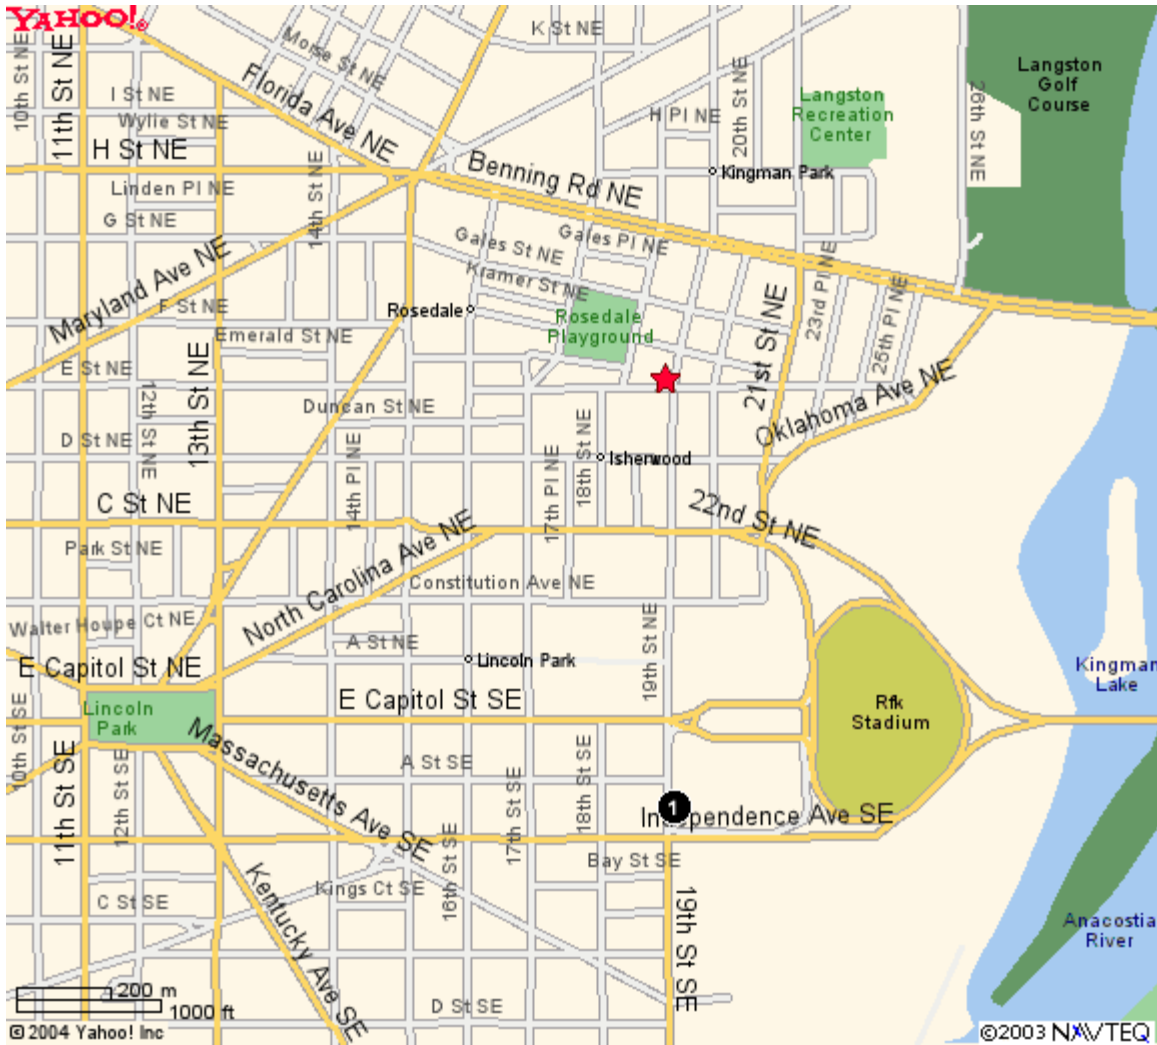 YAHOO!®
K St NE
Morse St NE
10th St NE
11th St NE
Florida Ave NE
I St NE
Wylie St NE
H St NE
Linden Pl NE
G St NE
14th St NE
H Pl NE
20th St NE
Langston
Recreation
Center
26th St NE
Langston
Golf
Course
Benning Rd NE
Kingman Park
Gales St NE
Gales Pl NE
Kramer St NE
Maryland Ave NE
F St NE
Emerald St NE
Rosedale
Rosedale
Playground
21st St NE
23rd Pl NE
25th Pl NE
E St NE
12th St NE
13th St NE
Duncan St NE
Oklahoma Ave NE
D St NE
14th Pl NE
17th Pl NE
18th St NE
Isherwood
C St NE
22nd St NE
Park St NE
North Carolina Ave NE
Constitution Ave NE
Walter Houpe Ct NE
A St NE
19th St NE
E Capitol St NE
Lincoln Park
E Capitol St SE
Kingman
Lake
Rfk
Stadium
Lincoln
Park
10th St SE
11th St SE
12th St SE
Massachusetts Ave SE
A St SE
17th St SE
18th St SE
1
Independence Ave SE
16th St SE
Bay St SE
Kings Ct SE
C St SE
Kentucky Ave SE
19th St SE
Anacostia
River
D St SE
200 m
1000 ft
©2004 Yahoo! Inc
©2003 NAVTEQ